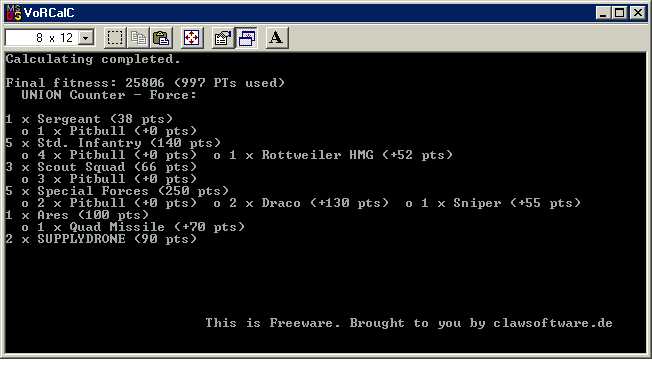 VoRCalC
8 x 12
A
Calculating completed.
Final fitness: 25806 (997 PTs used)
UNION Counter - Force:
1 x Sergeant (38 pts)
o 1 x Pitbull (+0 pts)
5 x Std. Infantry (140 pts)
o 4 x Pitbull (+0 pts) o 1 x Rottweiler HMG (+52 pts)
3 x Scout Squad (66 pts)
o 3 x Pitbull (+0 pts)
5 x Special Forces (250 pts)
o 2 x Pitbull (+0 pts) o 2 x Draco (+130 pts) o 1 x Sniper (+55 pts)
1 x Ares (100 pts)
o 1 x Quad Missile (+70 pts)
2 x SUPPLYDRONE (90 pts)
This is Freeware. Brought to you by clawsoftware.de